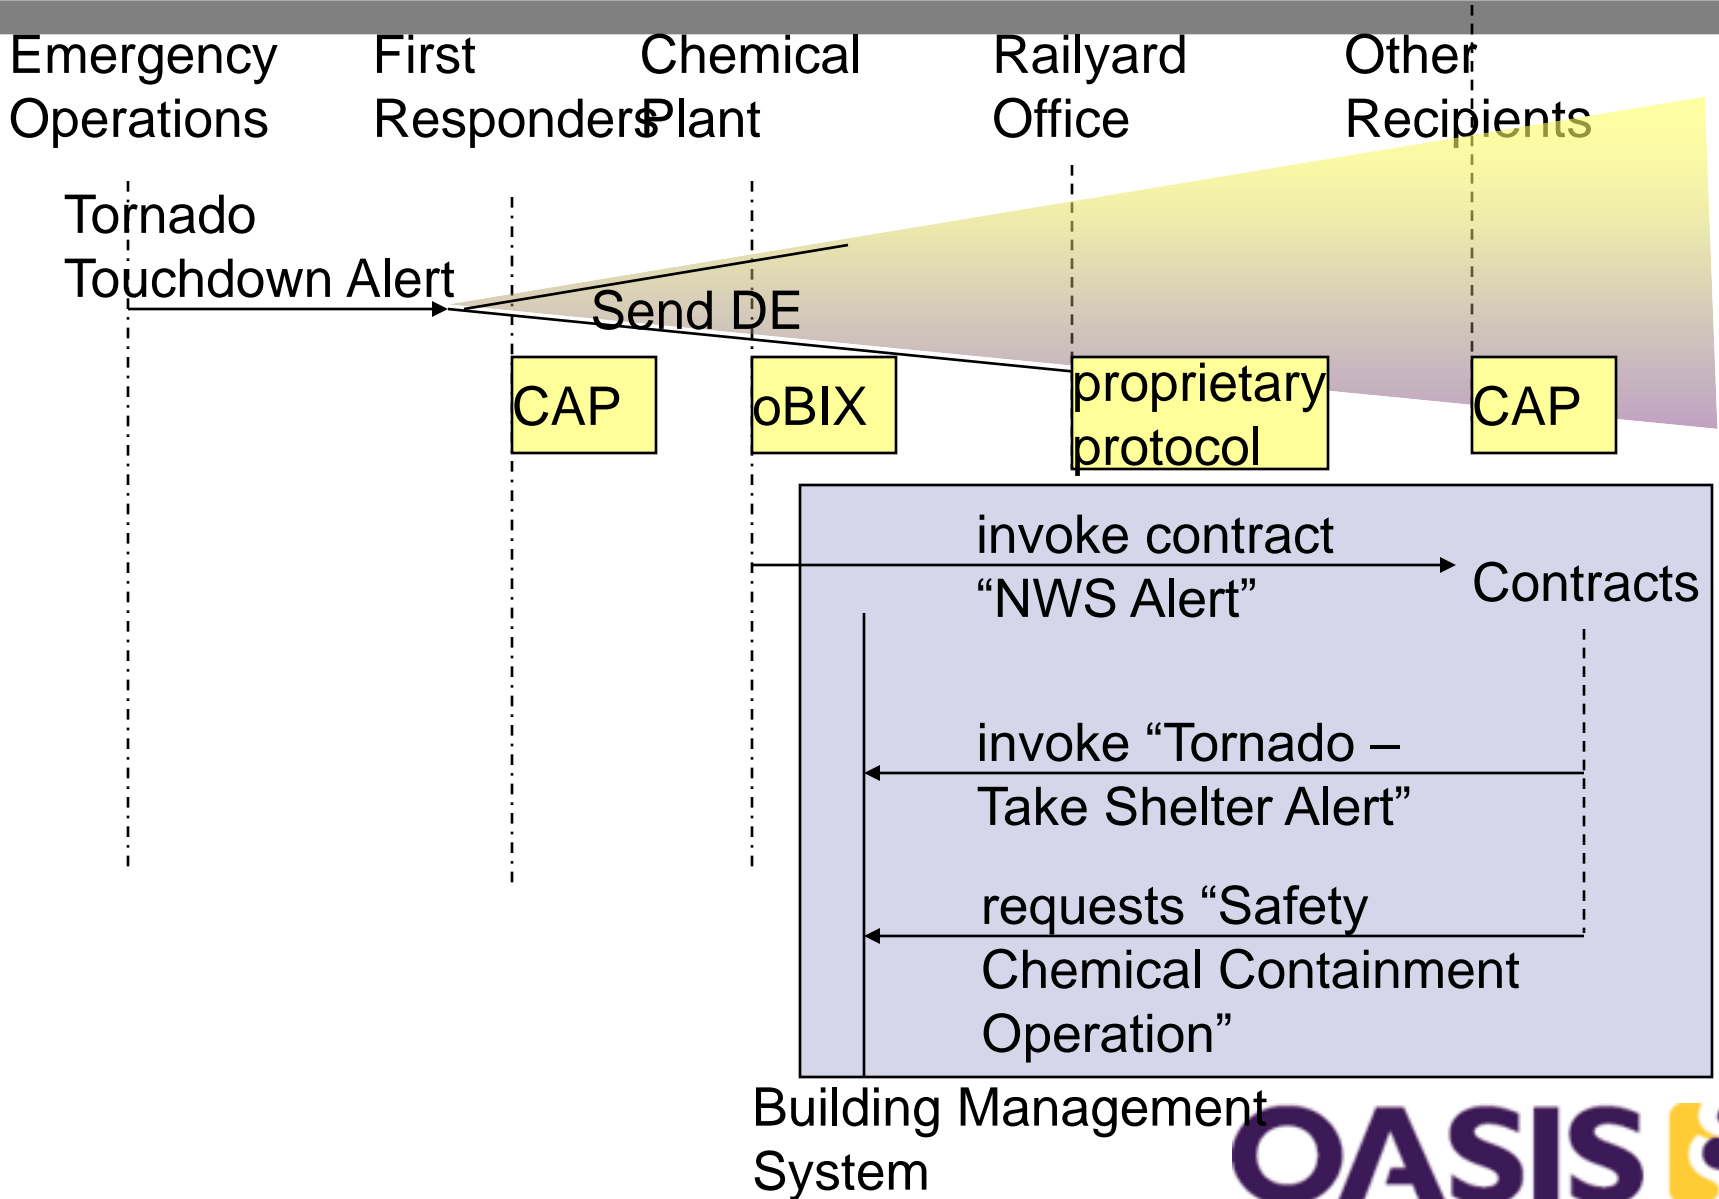 Emergency
Operations
First
Responders
Chemical
Plant
Railyard
Office
Other
Recipients
Tornado
Touchdown Alert
Send DE
CAP
oBIX
proprietary
protocol
CAP
invoke contract
“NWS Alert”
Contracts
invoke “Tornado –
Take Shelter Alert”
requests “Safety
Chemical Containment
Operation”
Building Management
System
OASIS